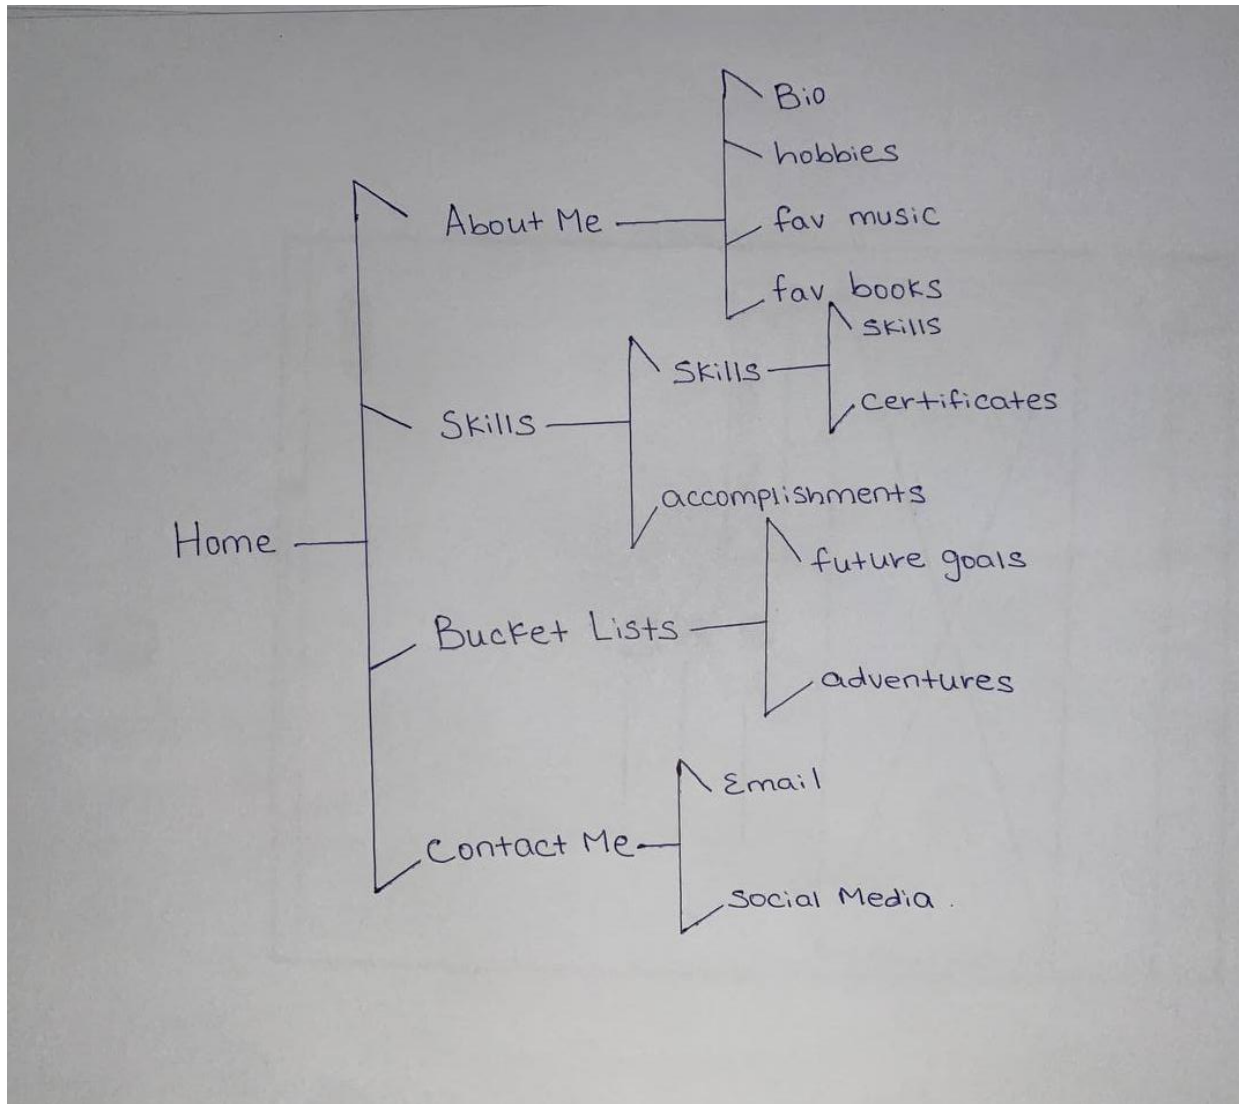 Bio
hobbies
About Me
fav music
fav books
skills
Skills
certificates
Skills
accomplishments
Home
future goals
Bucket Lists
adventures
Email
Contact Me
Social Media.